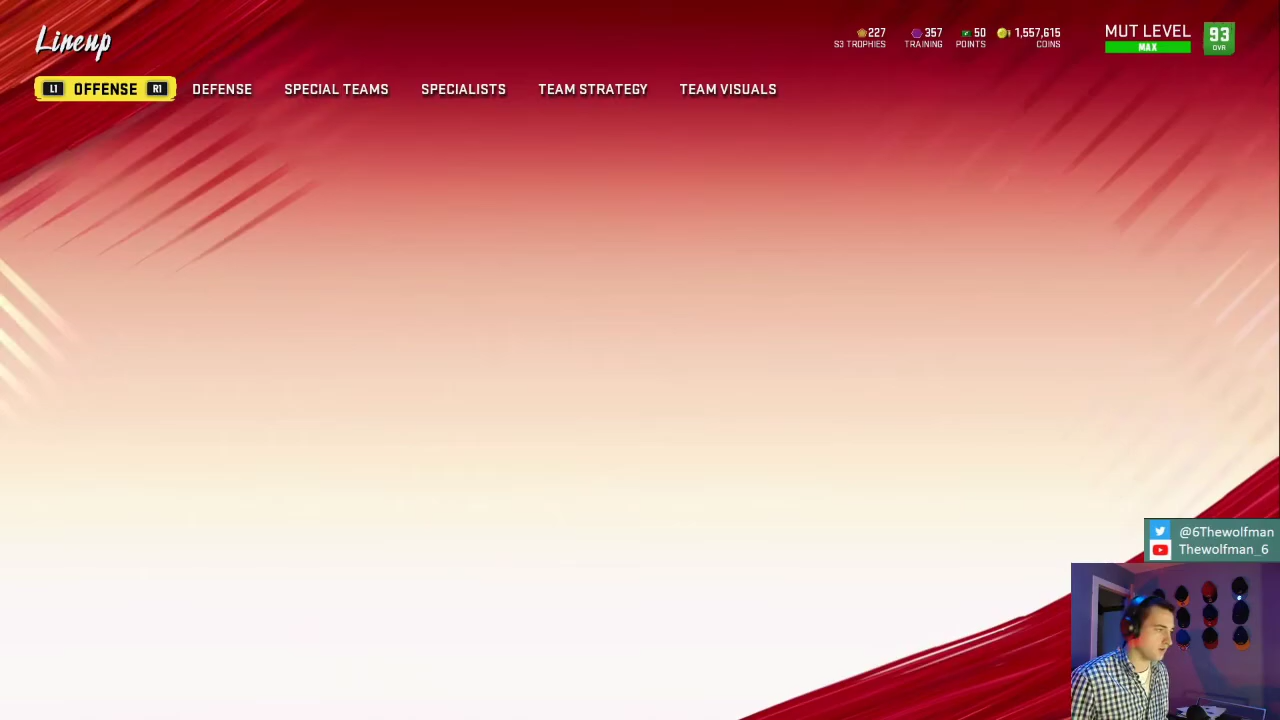 Lineup
227
S3 TROPHIES
357
TRAINING
50
POINTS
1,557,615
COINS
MUT LEVEL
MAX
93
OVR
L1 OFFENSE R1 DEFENSE SPECIAL TEAMS SPECIALISTS TEAM STRATEGY TEAM VISUALS
@6Thewolfman
Thewolfman_6